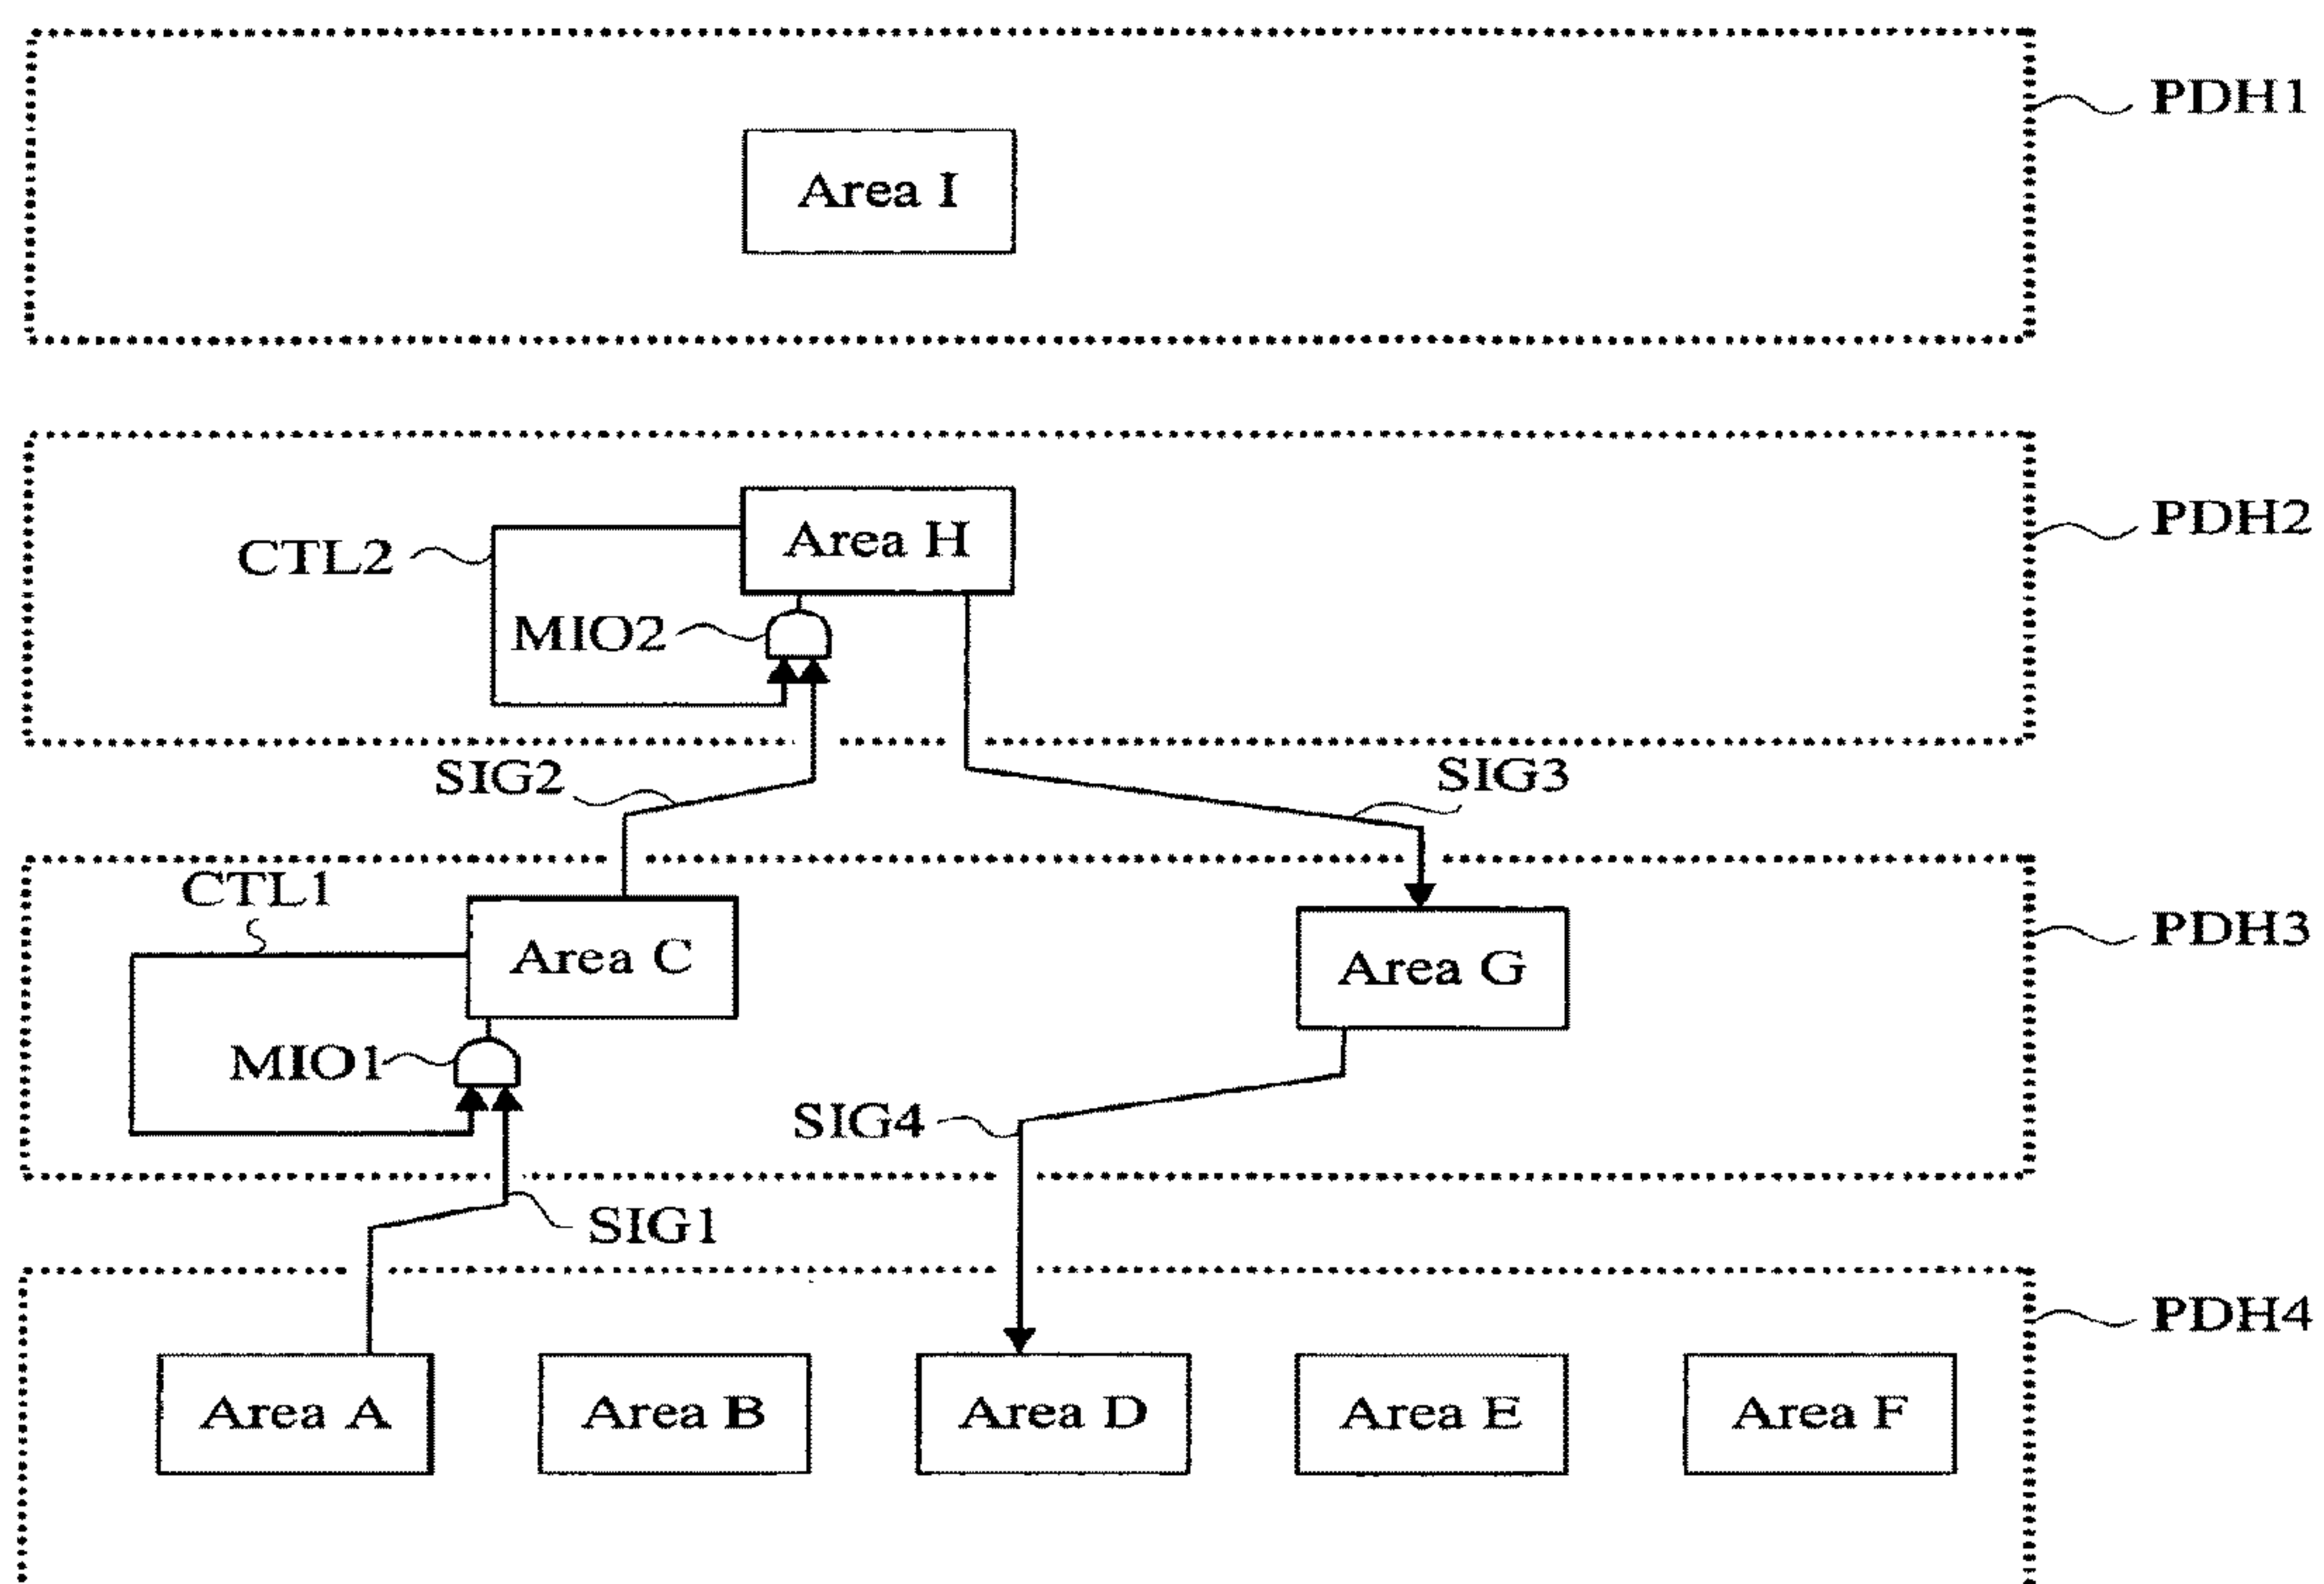 PDH1
Area I
PDH2
Area H
CTL2
MIO2
SIG2
SIG3
CTL1
PDH3
Area C
Area G
MIO1
SIG4
SIG1
PDH4
Area A
Area B
Area D
Area E
Area F